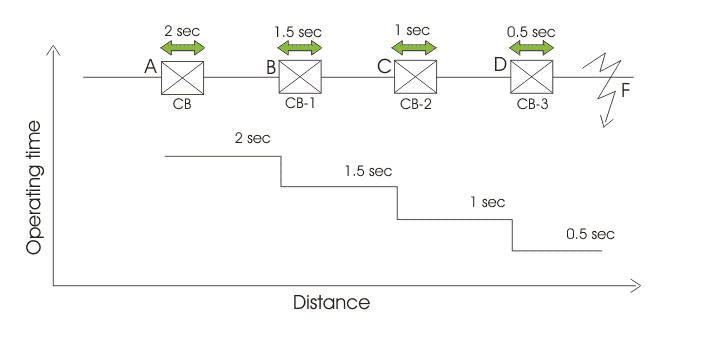 2 sec
1.5 sec
1 sec
0.5 sec
A
B
C
D
F
CB
CB-1
CB-2
CB-3
Operating time
2 sec
1.5 sec
1 sec
0.5 sec
Distance